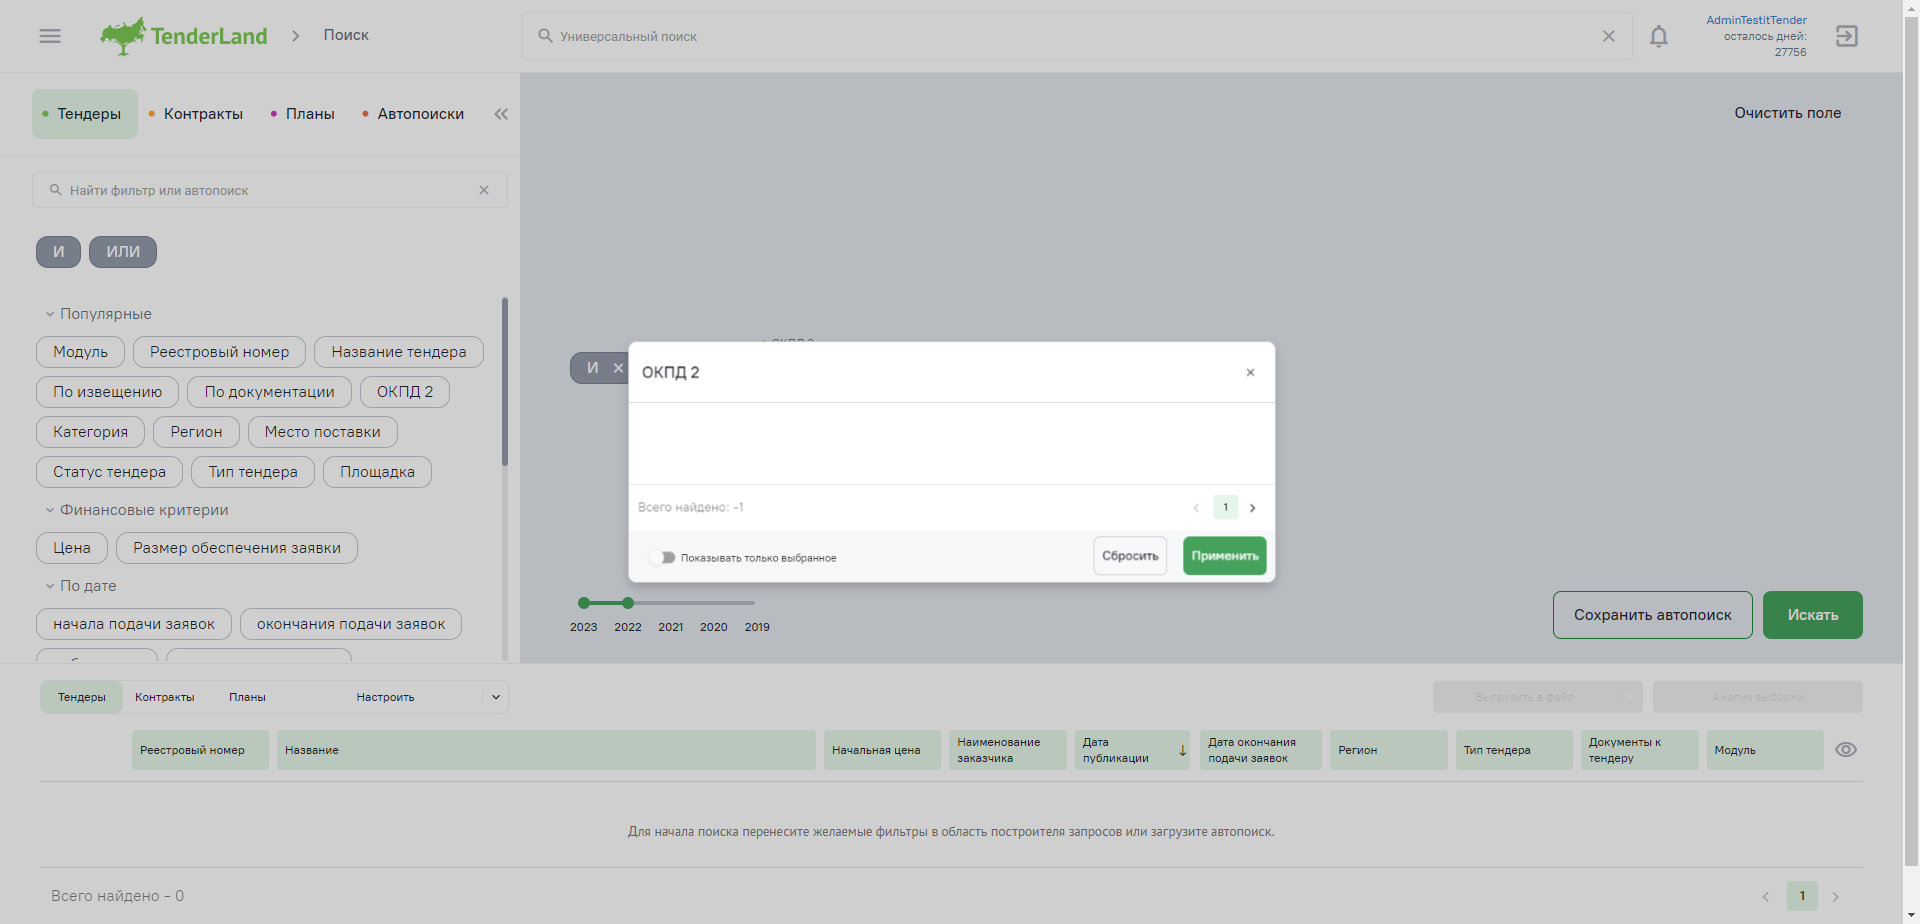 TenderLand
Поиск
Универсальный поиск
AdminTestitTender
осталось дней:
27756
Тендеры
Контракты
Планы
Автопоиски
Очистить поле
Найти фильтр или автопоиск
И
ИЛИ
Популярные
Модуль
Реестровый номер
Название тендера
По извещению
По документации
ОКПД 2
Категория
Регион
Место поставки
Статус тендера
Тип тендера
Площадка
Финансовые критерии
Цена
Размер обеспечения заявки
По дате
начала подачи заявок
окончания подачи заявок
И
ОКПД 2
Всего найдено: -1
1
Показывать только выбранное
Сбросить
Применить
2023
2022
2021
2020
2019
Сохранить автопоиск
Искать
Тендеры
Контракты
Планы
Настроить
Выгрузить в файл
Анализ выборки
Реестровый номер
Название
Начальная цена
Наименование
заказчика
Дата
публикации
Дата окончания
подачи заявок
Регион
Тип тендера
Документы к
тендеру
Модуль
Для начала поиска перенесите желаемые фильтры в область построителя запросов или загрузите автопоиск.
Всего найдено - 0
1